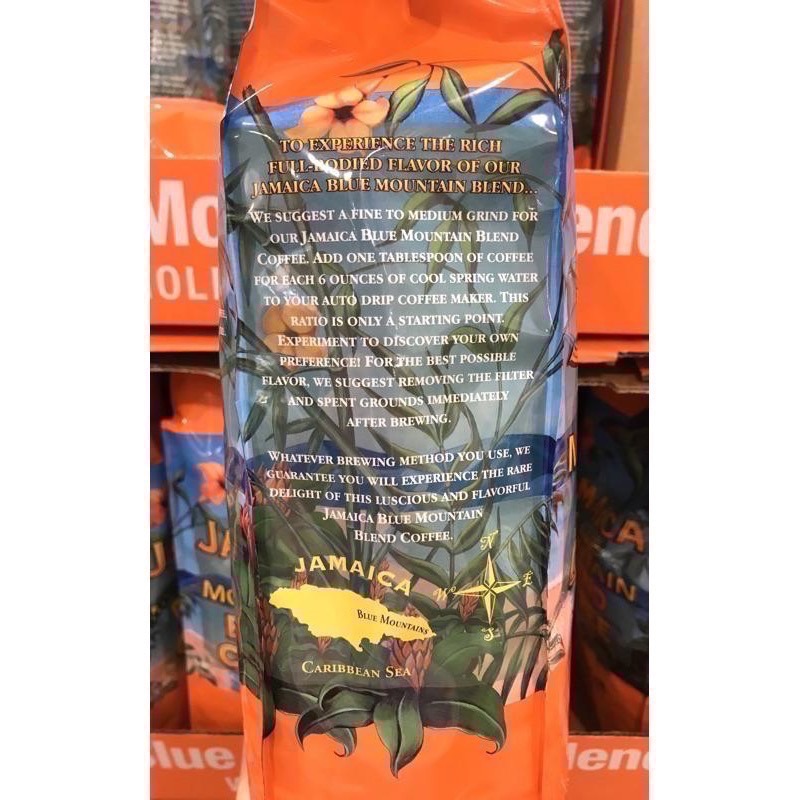 TO EXPERIENCE THE RICH
FULL-BODIED FLAVOR OF OUR
JAMAICA BLUE MOUNTAIN BLEND...
WE SUGGEST A FINE TO MEDIUM GRIND FOR
OUR JAMAICA BLUE MOUNTAIN BLEND
COFFEE. ADD ONE TABLESPOON OF COFFEE
FOR EACH 6 OUNCES OF COOL SPRING WATER
TO YOUR AUTO DRIP COFFEE MAKER. THIS
RATIO IS ONLY A STARTING POINT.
EXPERIMENT TO DISCOVER YOUR OWN
PREFERENCE! FOR THE BEST POSSIBLE
FLAVOR, WE SUGGEST REMOVING THE FILTER
AND SPENT GROUNDS IMMEDIATELY
AFTER BREWING.
WHATEVER BREWING METHOD YOU USE, WE
GUARANTEE YOU WILL EXPERIENCE THE RARE
DELIGHT OF THIS LUSCIOUS AND FLAVORFUL
JAMAICA BLUE MOUNTAIN
BLEND COFFEE.
N
W E
S
JAMAICA
BLUE MOUNTAINS
CARIBBEAN SEA